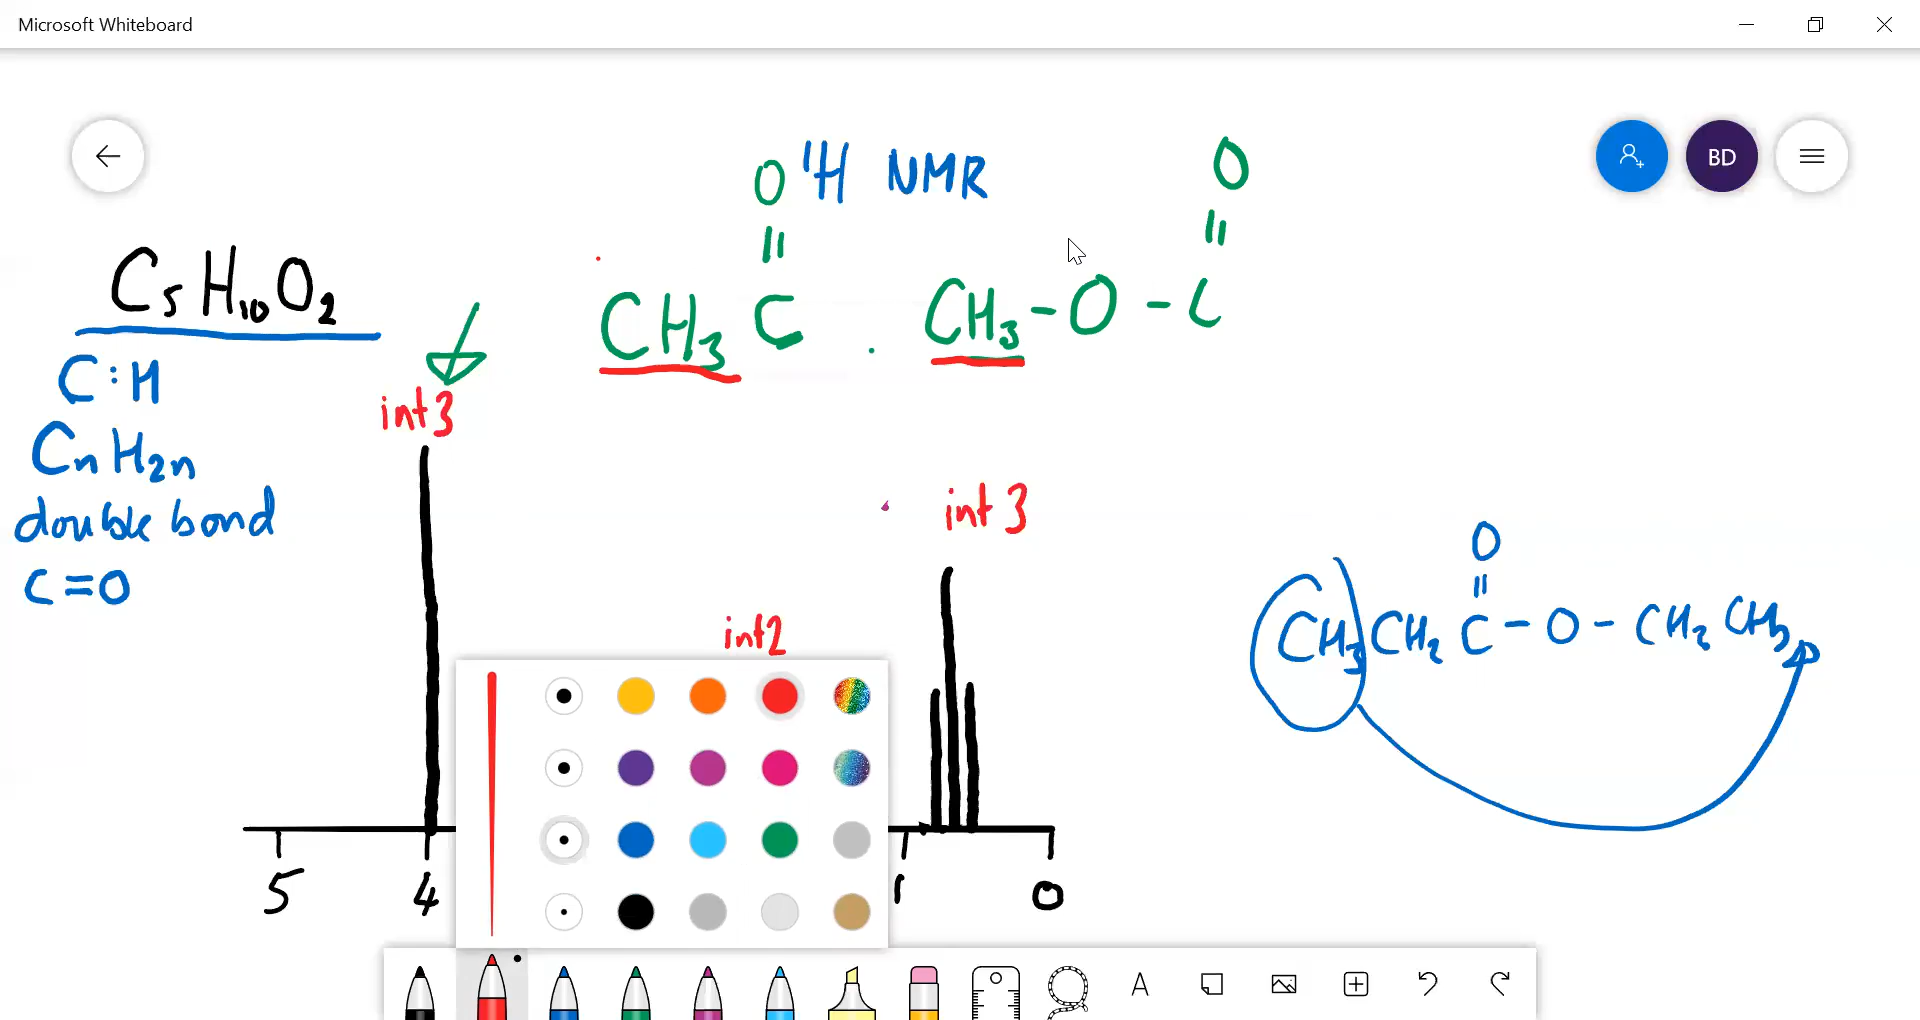 Microsoft Whiteboard
BD
¹H NMR
O
O
||
||
C₅H₁₀O₂
CH₃ C . CH₃-O-C
C:H
int3
CnH₂n
double bond
int 3
C=O
O
||
int2
CH₃CH₂C-O-CH₂CH₃
5 4 1 0
A